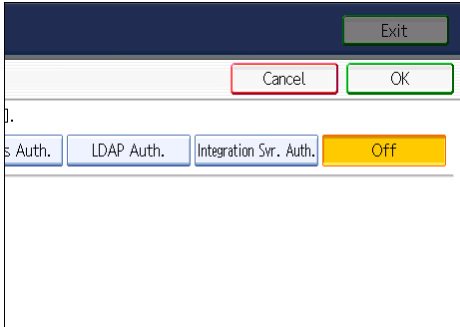 Exit
Cancel OK
].
s Auth. LDAP Auth. Integration Svr. Auth. Off